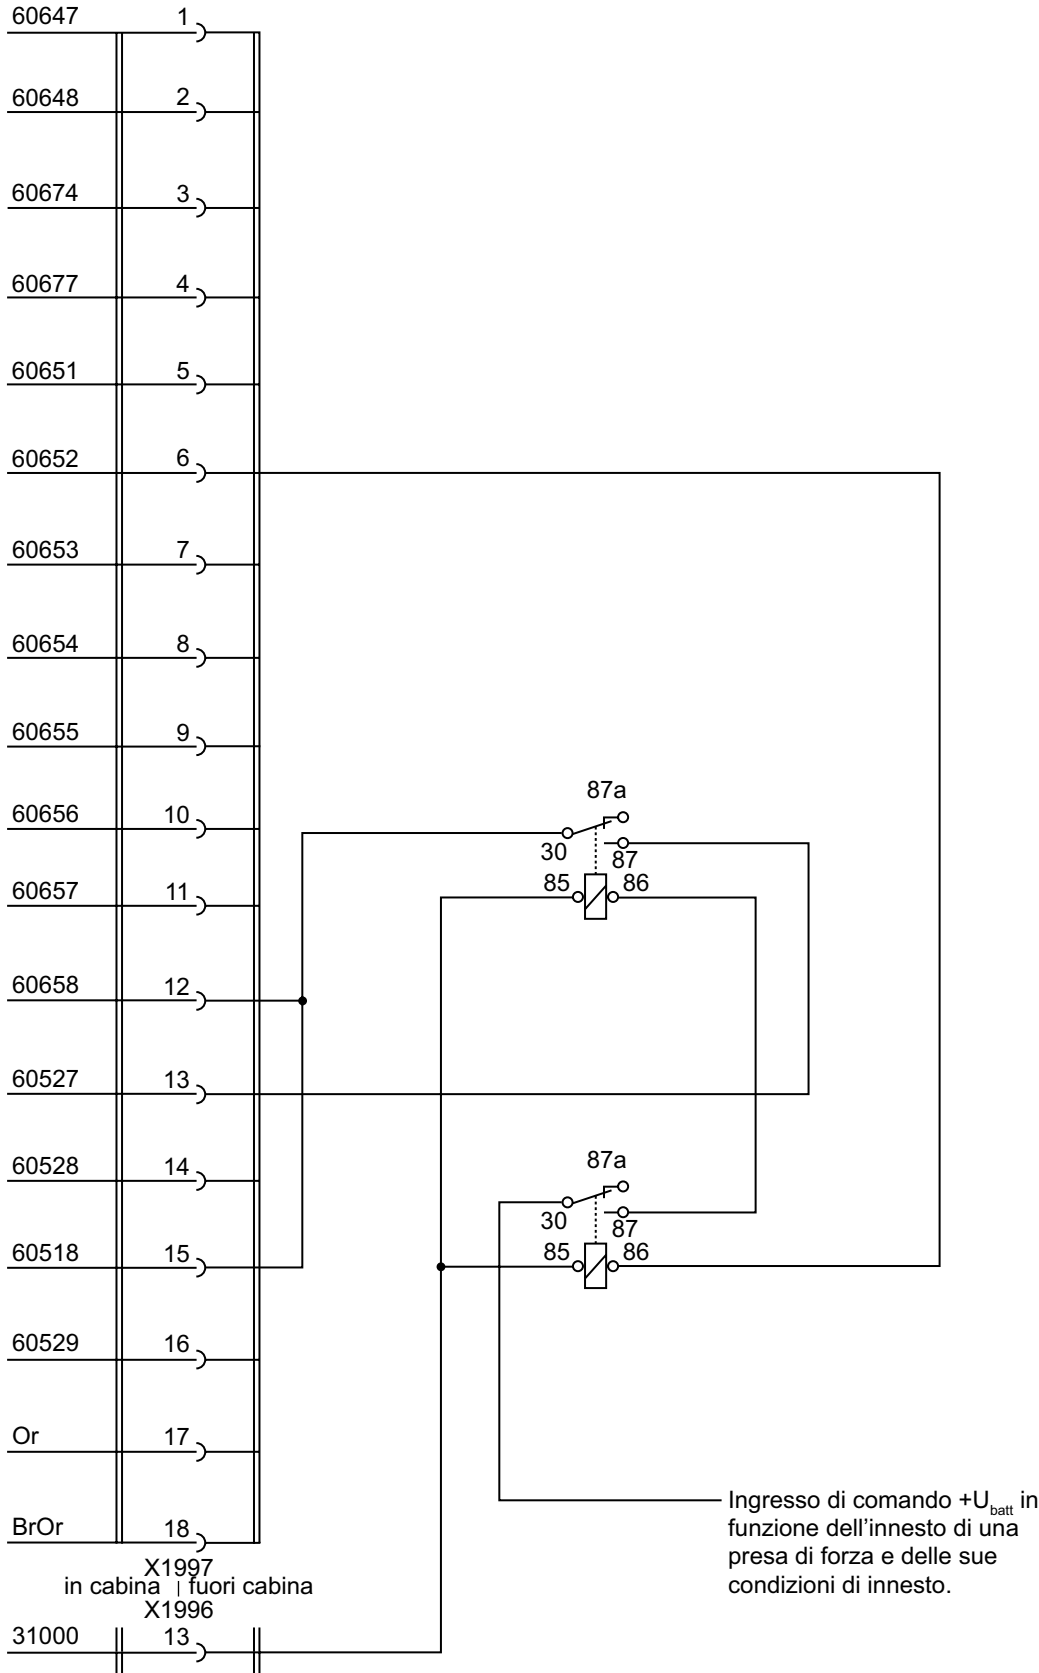 60647 1
60648 2
60674 3
60677 4
60651 5
60652 6
60653 7
60654 8
60655 9
87a
60656 10
30 87
60657 11 85 86
60658 12
60527 13
87a
60528 14
30 87
60518 15 85 86
60529 16
Or 17
Ingresso di comando +Ubatt in
funzione dell'innesto di una
presa di forza e delle sue
condizioni di innesto.
BrOr 18
X1997
in cabina | fuori cabina
X1996
31000 13